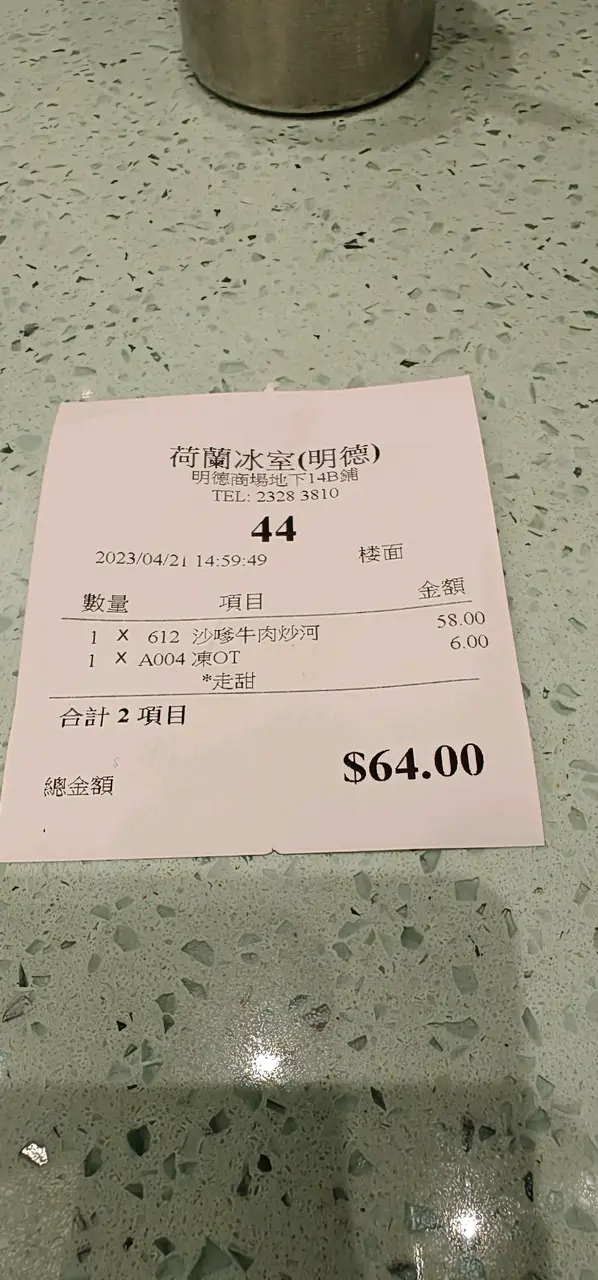 荷蘭冰室(明德)
明德商場地下14B鋪
TEL: 2328 3810
44
2023/04/21 14:59:49 楼面
數量 項目 金額
1 X 612 沙嗲牛肉炒河 58.00
1 X A004 凍OT 6.00
*走甜
合計 2 項目
總金額 $64.00